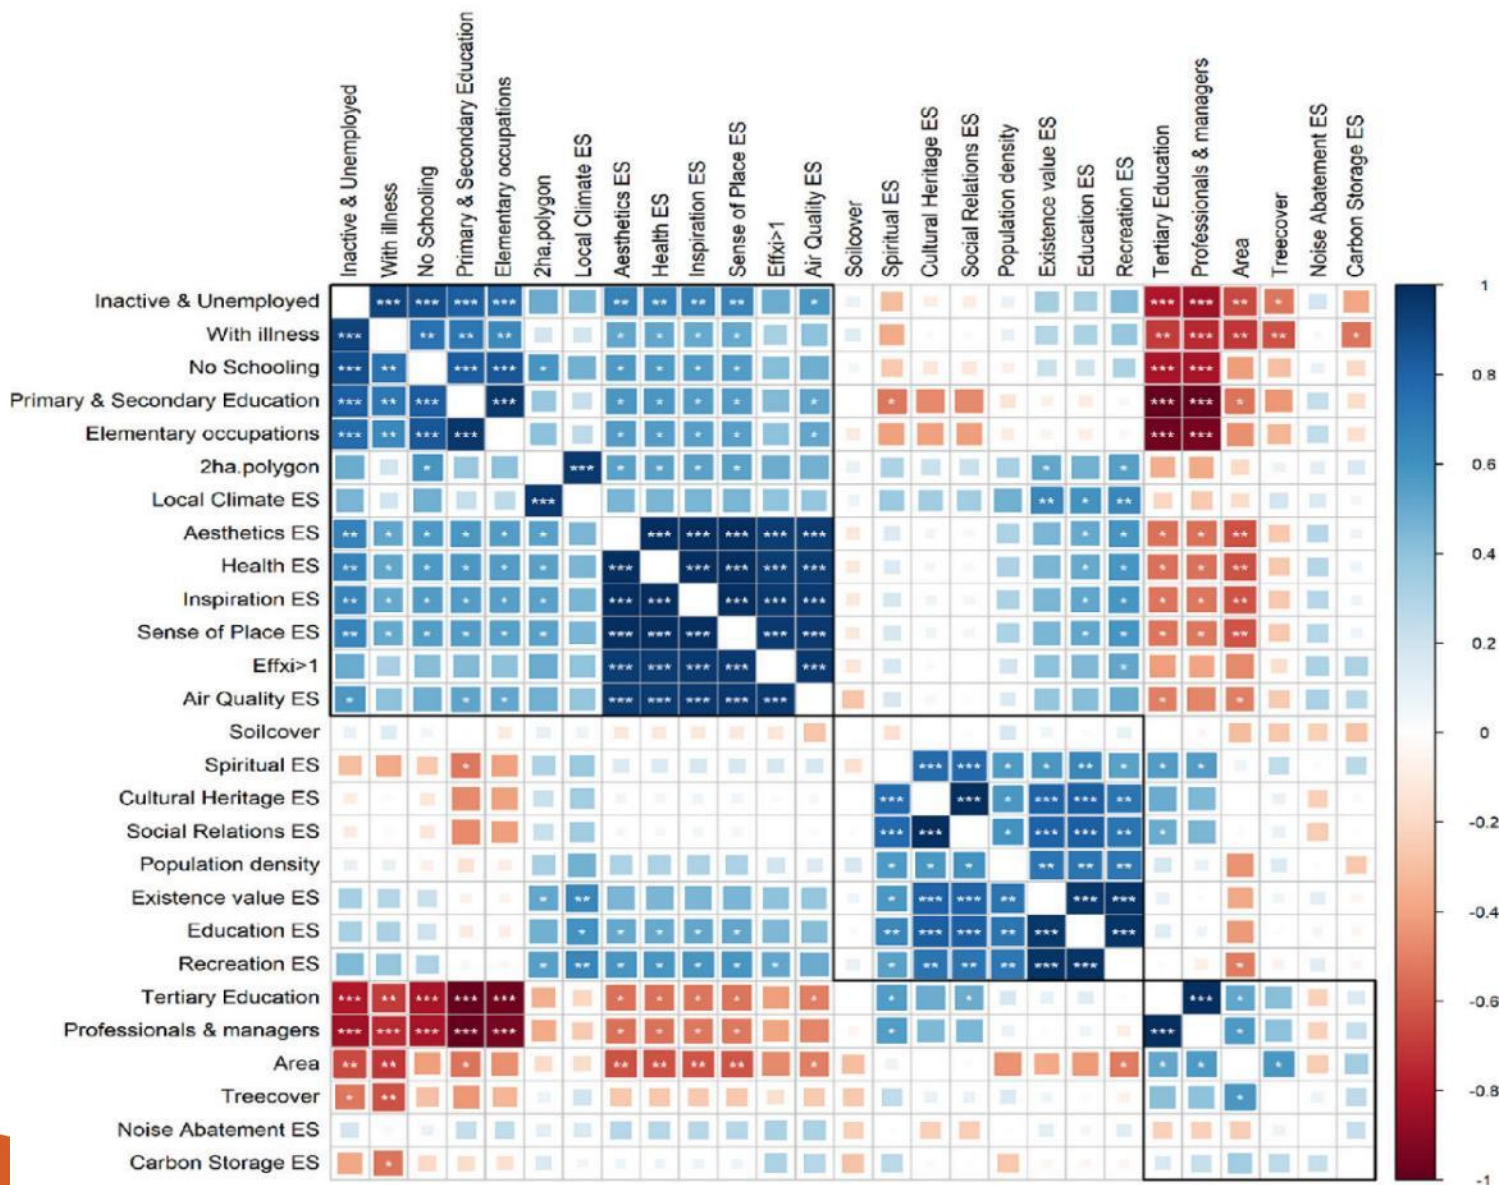 Inactive & Unemployed
With illness
No Schooling
Primary & Secondary Education
Elementary occupations
2ha.polygon
Local Climate ES
Aesthetics ES
Health ES
Inspiration ES
Sense of Place ES
Effxi>1
Air Quality ES
Soilcover
Spiritual ES
Cultural Heritage ES
Social Relations ES
Population density
Existence value ES
Education ES
Recreation ES
Tertiary Education
Professionals & managers
Area
Treecover
Noise Abatement ES
Carbon Storage ES
Inactive & Unemployed
With illness
No Schooling
Primary & Secondary Education
Elementary occupations
2ha.polygon
Local Climate ES
Aesthetics ES
Health ES
Inspiration ES
Sense of Place ES
Effxi>1
Air Quality ES
Soilcover
Spiritual ES
Cultural Heritage ES
Social Relations ES
Population density
Existence value ES
Education ES
Recreation ES
Tertiary Education
Professionals & managers
Area
Treecover
Noise Abatement ES
Carbon Storage ES
1
0.8
0.6
0.4
0.2
0
-0.2
-0.4
-0.6
-0.8
-1